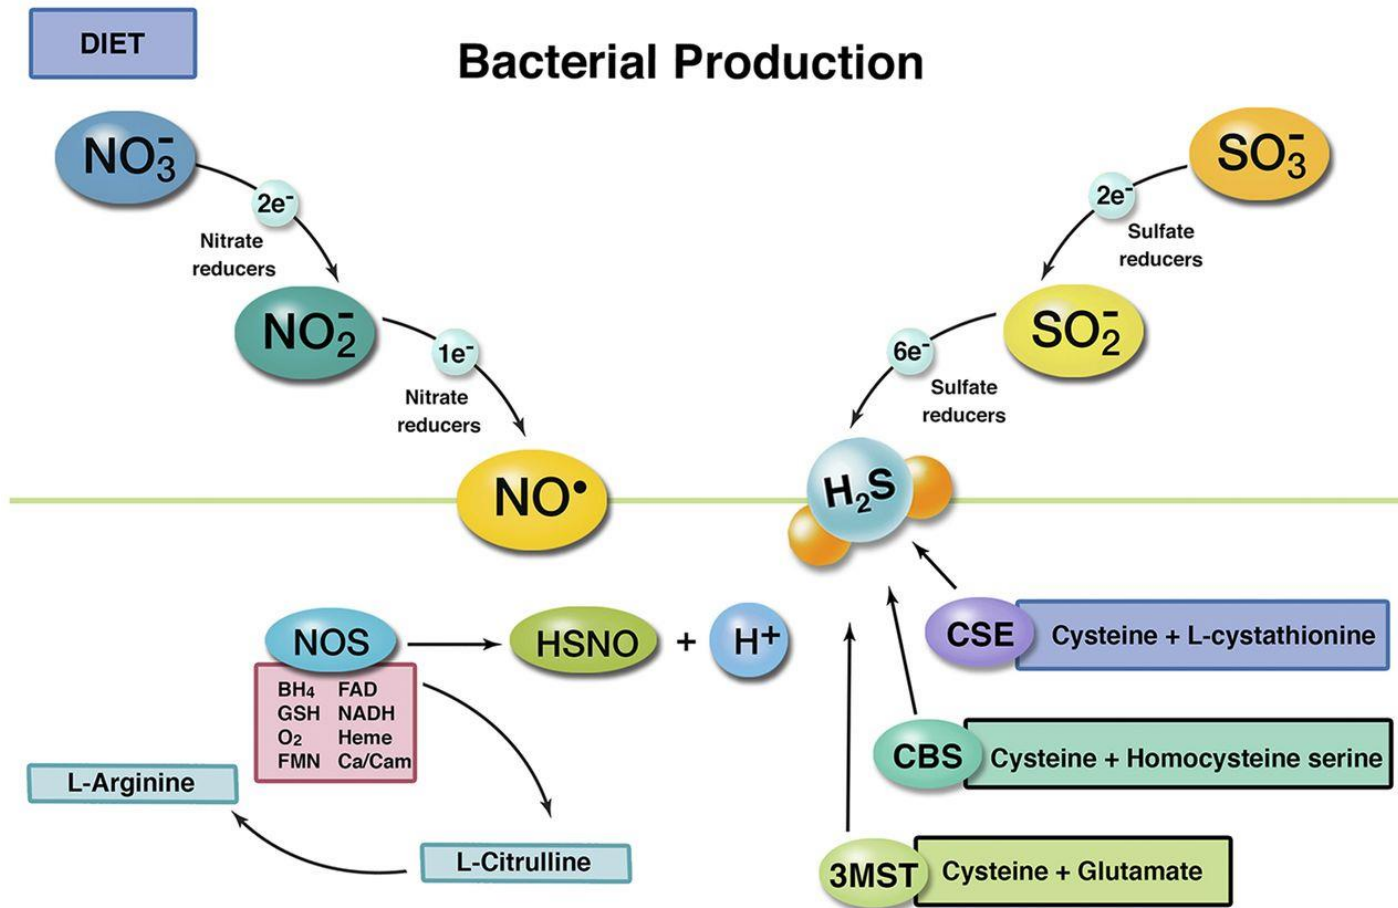 DIET
Bacterial Production
NO₃⁻
2e⁻
Nitrate
reducers
NO₂⁻
1e⁻
Nitrate
reducers
NO•
SO₃⁻
2e⁻
Sulfate
reducers
SO₂⁻
6e⁻
Sulfate
reducers
H₂S
NOS
HSNO
+
H⁺
BH₄ FAD
GSH NADH
O₂ Heme
FMN Ca/Cam
L-Arginine
L-Citrulline
CSE
Cysteine + L-cystathionine
CBS
Cysteine + Homocysteine serine
3MST
Cysteine + Glutamate